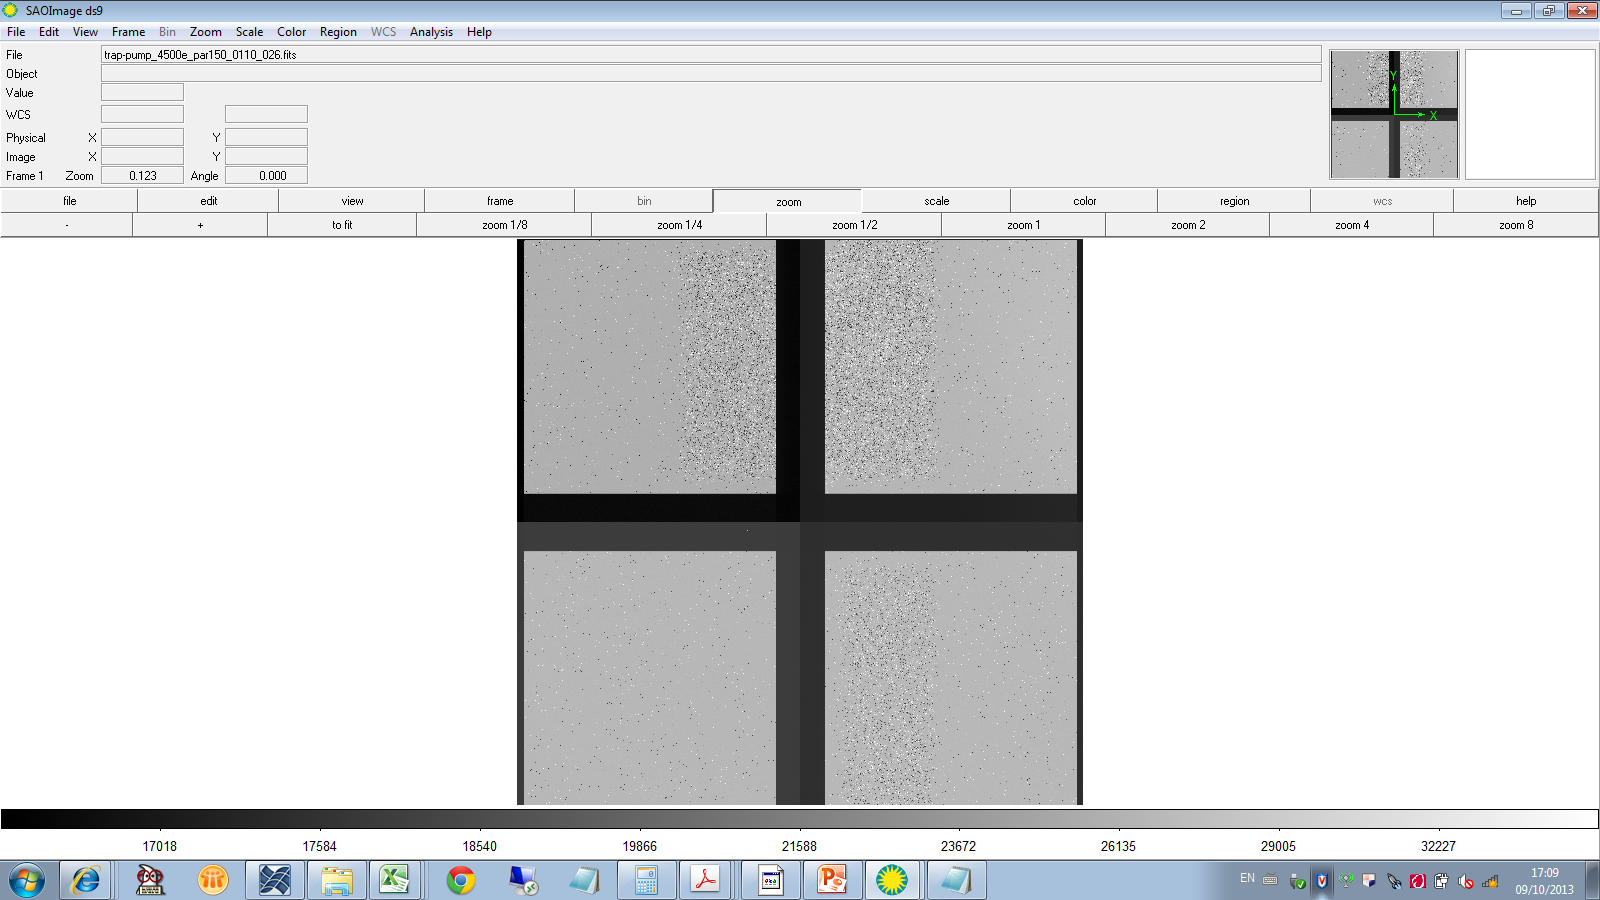 SAOImage ds9
File Edit View Frame Bin Zoom Scale Color Region WCS Analysis Help
File trap-pump_4500e_par150_0110_026.fits
Object
Value
WCS
Physical X Y
Image X Y
Frame 1 Zoom 0.123 Angle 0.000
Y
X
file edit view frame bin zoom scale color region wcs help
- + to fit zoom 1/8 zoom 1/4 zoom 1/2 zoom 1 zoom 2 zoom 4 zoom 8
17018 17584 18540 19866 21588 23672 26135 29005 32227
EN 17:09
09/10/2013